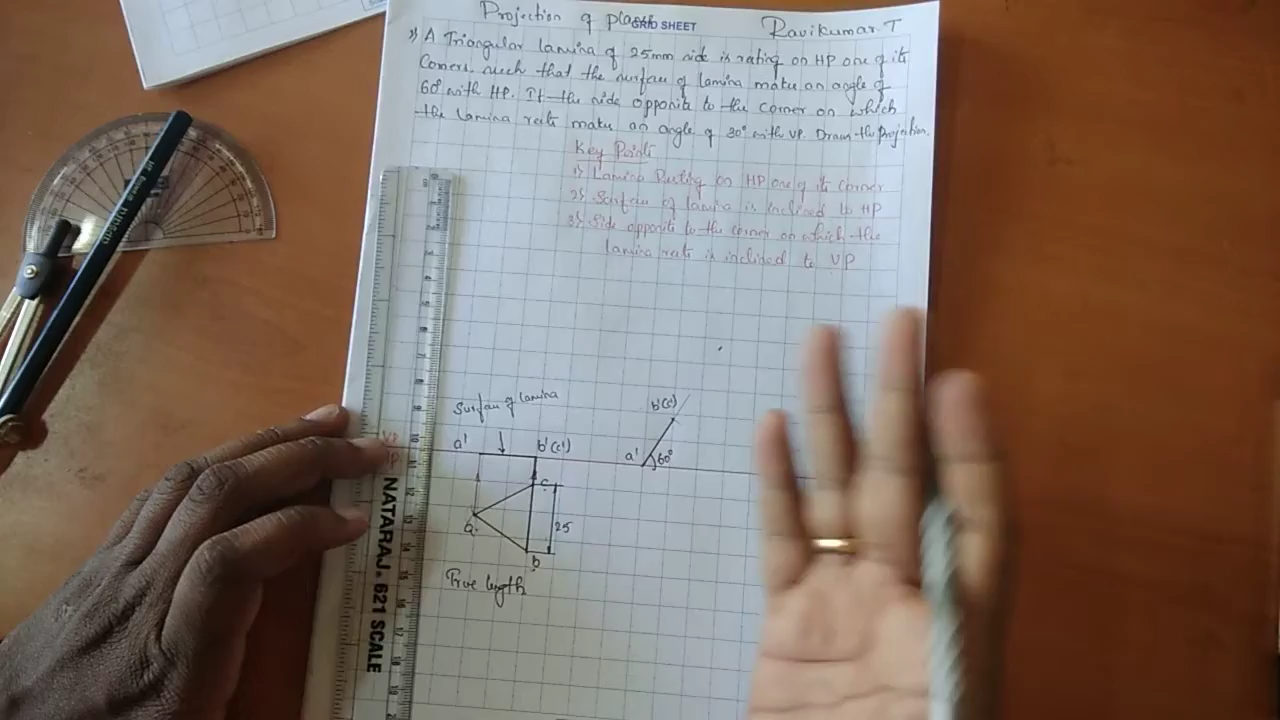 Projection of plane GRID SHEET Ravikumar T
A Triangular lamina of 25mm side is resting on HP one of its
Corners such that the surface of lamina makes an angle of
60° with HP. If the side opposite to the corner on which
the lamina rests makes an angle of 30° with VP. Draw the projection.
Key Points
1) Lamina Resting on HP one of its corner
2) Surface of lamina is inclined to HP
3) Side opposite to the corner on which the
lamina rests is inclined to VP
Surface of lamina
b'(c')
a'
b'(c')
a'
60°
VP
HP
c
a
25
b
True length
NATARAJ 621 SCALE